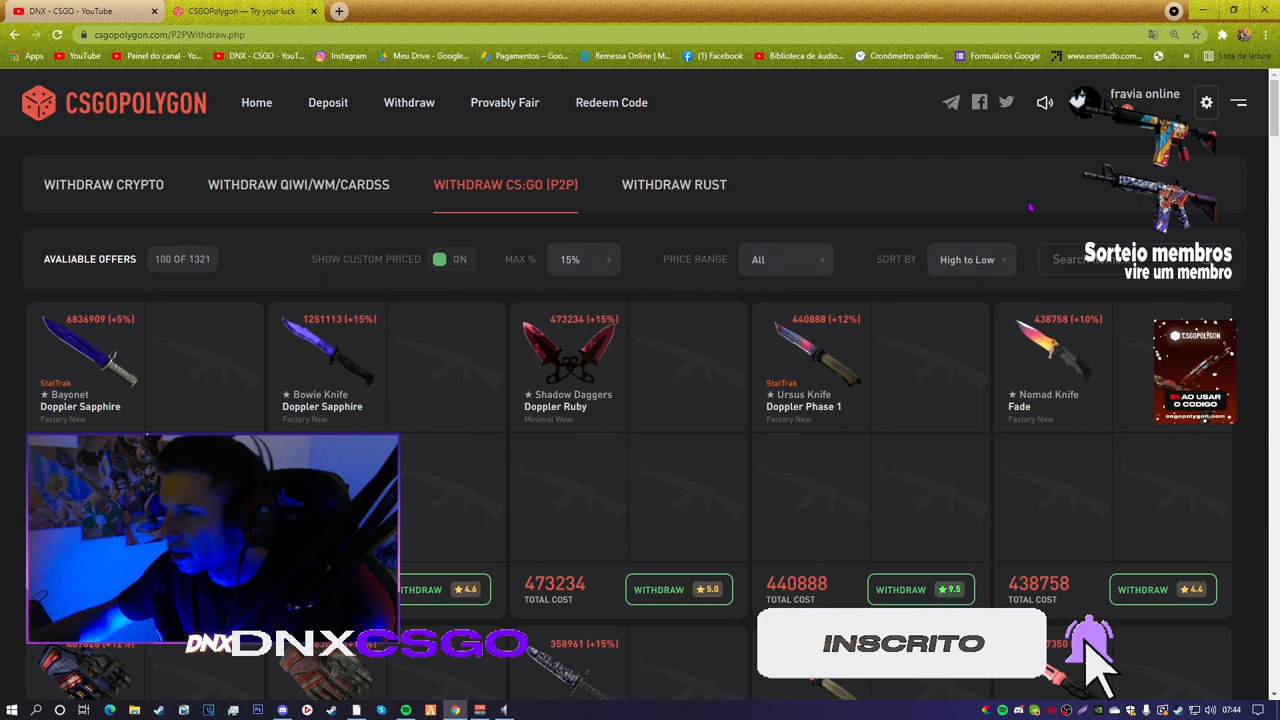 DNX - CSGO - YouTube
CSGOPolygon — Try your luck
csgopolygon.com/P2PWithdraw.php
Apps
YouTube
Painel do canal - Yo...
DNX - CSGO - YouT...
Instagram
Meu Drive – Google...
Pagamentos – Goo...
Remessa Online | M...
(1) Facebook
Biblioteca de áudio...
Cronómetro online...
Formulários Google
www.euestudo.com...
Lista de leitura
CSGOPOLYGON
Home
Deposit
Withdraw
Provably Fair
Redeem Code
fravia online
WITHDRAW CRYPTO
WITHDRAW QIWI/WM/CARDSS
WITHDRAW CS:GO (P2P)
WITHDRAW RUST
Sorteio membros
vire um membro
AVALIABLE OFFERS
100 OF 1321
SHOW CUSTOM PRICED
ON
MAX %
15%
PRICE RANGE
All
SORT BY
High to Low
6836909 (+5%)
StatTrak
★ Bayonet
Doppler Sapphire
Factory New
1251113 (+15%)
★ Bowie Knife
Doppler Sapphire
Factory New
473234 (+15%)
★ Shadow Daggers
Doppler Ruby
Minimal Wear
440888 (+12%)
StatTrak
★ Ursus Knife
Doppler Phase 1
Factory New
438758 (+10%)
★ Nomad Knife
Fade
Factory New
CSGOPOLYGON
AO USAR
O CODIGO
csgopolygon.com
4.6
473234
TOTAL COST
WITHDRAW
5.0
440888
TOTAL COST
WITHDRAW
9.5
438758
TOTAL COST
WITHDRAW
4.4
DNX
DNXCSGO
INSCRITO
358961 (+15%)
07:44